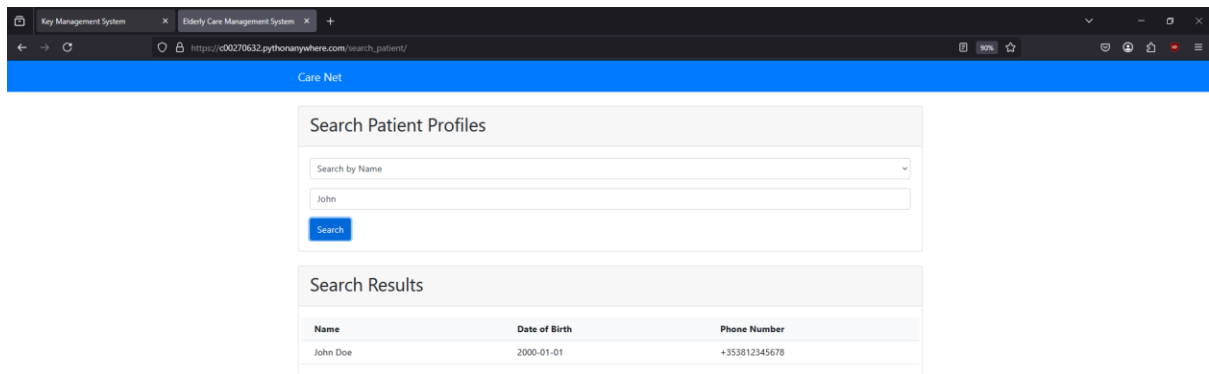 Key Management System
Elderly Care Management System
https://c00270632.pythonanywhere.com/search_patient/
90%
Care Net
Search Patient Profiles
Search by Name
John
Search
Search Results
Name Date of Birth Phone Number
John Doe 2000-01-01 +353812345678